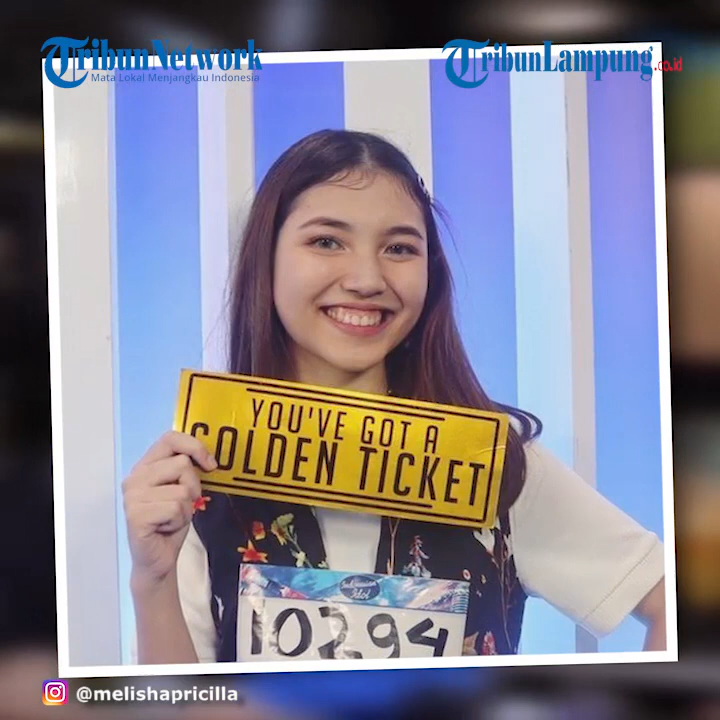 TribunNetwork
Mata Lokal Menjangkau Indonesia
TribunLampung.co.id
YOU'VE GOT A
GOLDEN TICKET
Indonesian
Idol
10294
@melishapricilla